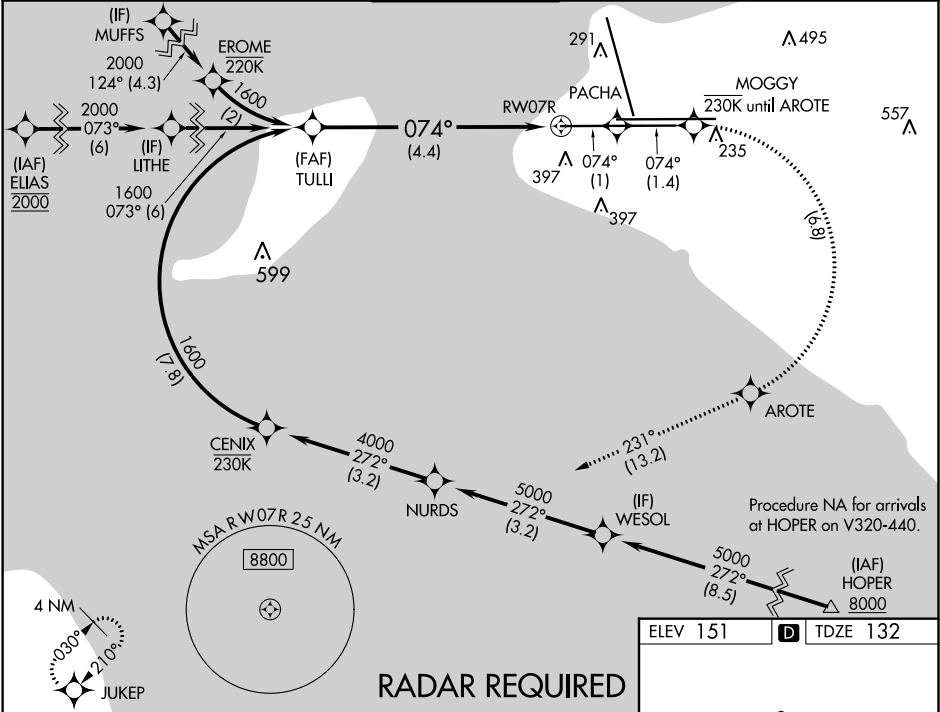 (IF)
MUFFS
2000
124° (4.3)
EROME
220K
1600
(2)
2000
073°
(6)
(IAF)
ELIAS
2000
(IF)
LITHE
1600
073° (6)
(FAF)
TULLI
074°
(4.4)
RW07R
PACHA
291
495
MOGGY
230K until AROTE
557
235
397
074°
(1)
074°
(1.4)
397
(6.8)
599
1600
(7.8)
CENIX
230K
4000
272°
(3.2)
NURDS
5000
272°
(3.2)
(IF)
WESOL
231°
(13.2)
AROTE
Procedure NA for arrivals
at HOPER on V320-440.
5000
272°
(8.5)
(IAF)
HOPER
8000
MSA RW07R 25 NM
8800
4 NM
030°
210°
JUKEP
RADAR REQUIRED
ELEV 151 D TDZE 132